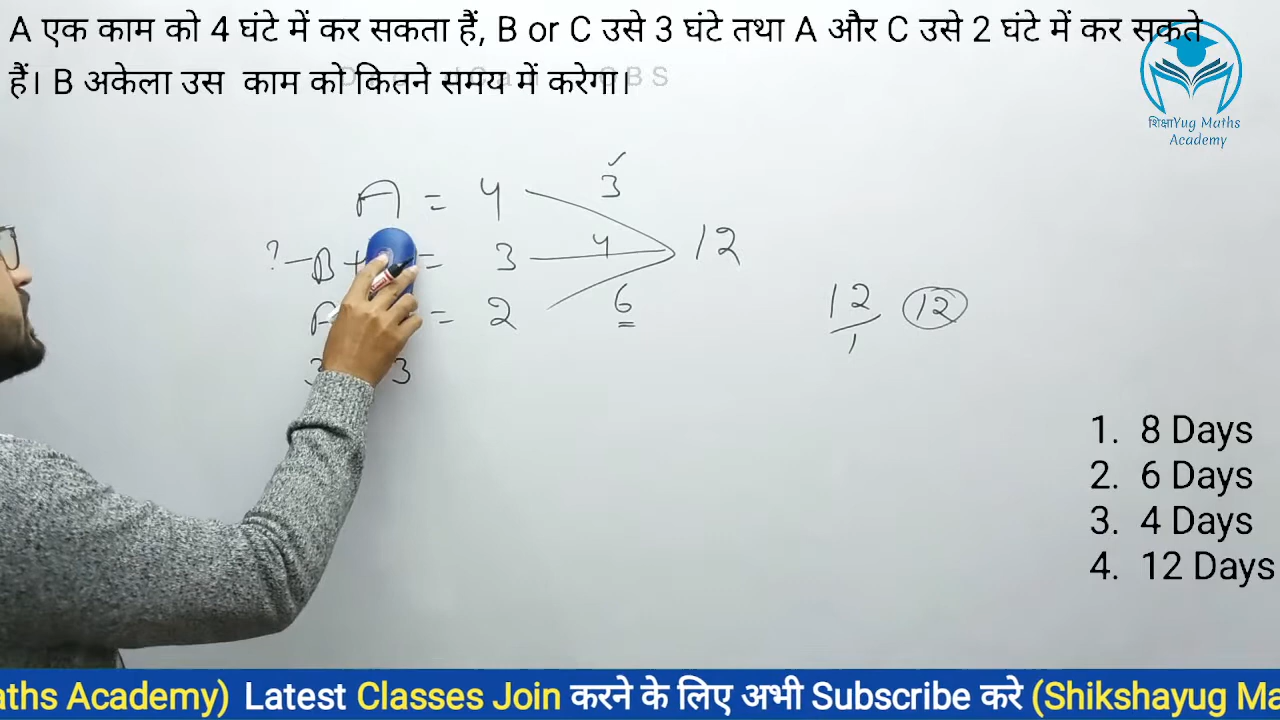 A एक काम को 4 घंटे में कर सकता हैं, B or C उसे 3 घंटे तथा A और C उसे 2 घंटे में कर सकते
हैं। B अकेला उस काम को कितने समय में करेगा।
शिक्षाYug Maths
Academy
A = 4 3 12
? B + = 3 4
= 2 6
12/1 12
3 3
1. 8 Days
2. 6 Days
3. 4 Days
4. 12 Days
aths Academy) Latest Classes Join करने के लिए अभी Subscribe करे (Shikshayug Ma